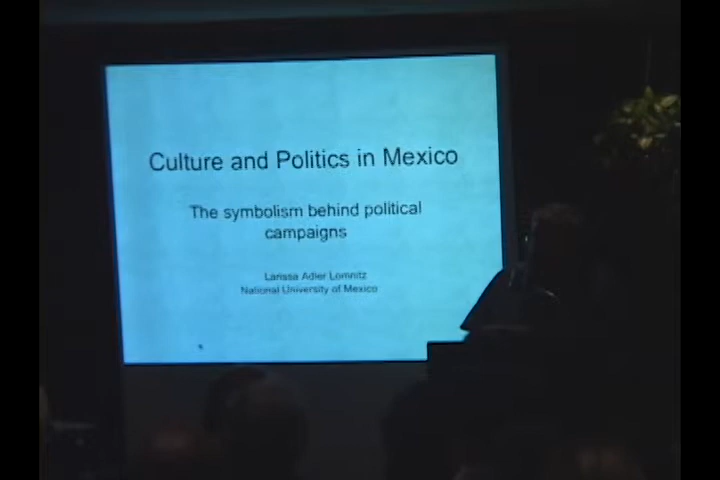 Culture and Politics in Mexico
The symbolism behind political
campaigns
Larissa Adler Lomnitz
National University of Mexico